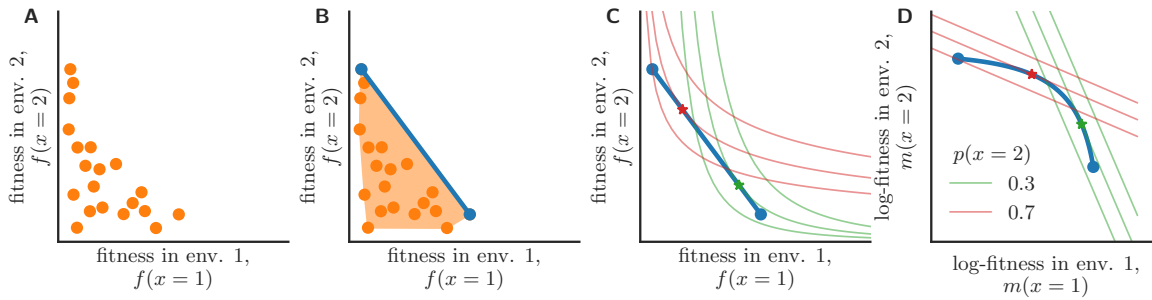 A
fitness in env. 2,
f(x = 2)
fitness in env. 1,
f(x = 1)
B
fitness in env. 2,
f(x = 2)
fitness in env. 1,
f(x = 1)
C
fitness in env. 2,
f(x = 2)
fitness in env. 1,
f(x = 1)
D
log-fitness in env. 2,
m(x = 2)
p(x = 2)
0.3
0.7
log-fitness in env. 1,
m(x = 1)